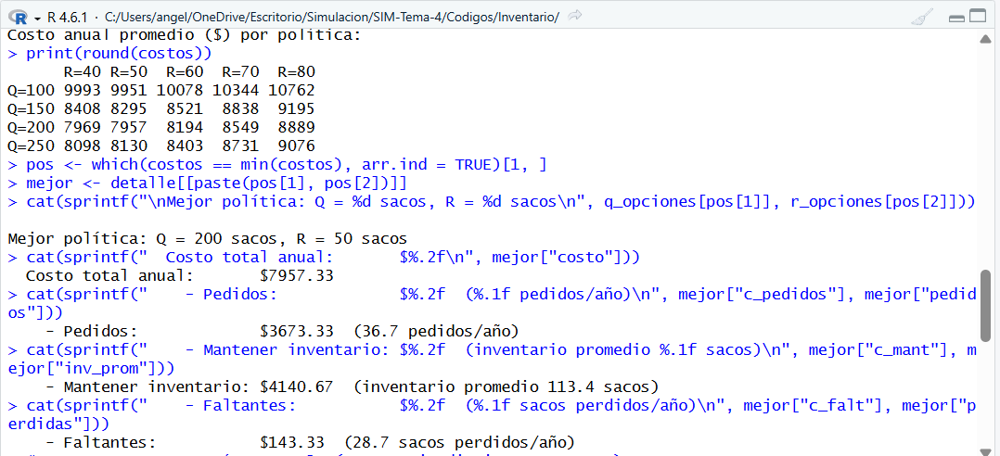 R 4.6.1 · C:/Users/angel/OneDrive/Escritorio/Simulacion/SIM-Tema-4/Codigos/Inventario/
Costo anual promedio ($) por política:
> print(round(costos))
      R=40 R=50  R=60  R=70  R=80
Q=100 9993 9951 10078 10344 10762
Q=150 8408 8295  8521  8838  9195
Q=200 7969 7957  8194  8549  8889
Q=250 8098 8130  8403  8731  9076
> pos <- which(costos == min(costos), arr.ind = TRUE)[1, ]
> mejor <- detalle[[paste(pos[1], pos[2])]]
> cat(sprintf("\nMejor política: Q = %d sacos, R = %d sacos\n", q_opciones[pos[1]], r_opciones[pos[2]]))

Mejor política: Q = 200 sacos, R = 50 sacos
> cat(sprintf("  Costo total anual:       $%.2f\n", mejor["costo"]))
  Costo total anual:       $7957.33
> cat(sprintf("    - Pedidos:             $%.2f  (%.1f pedidos/año)\n", mejor["c_pedidos"], mejor["pedid
os"]))
    - Pedidos:             $3673.33  (36.7 pedidos/año)
> cat(sprintf("    - Mantener inventario: $%.2f  (inventario promedio %.1f sacos)\n", mejor["c_mant"], m
ejor["inv_prom"]))
    - Mantener inventario: $4140.67  (inventario promedio 113.4 sacos)
> cat(sprintf("    - Faltantes:           $%.2f  (%.1f sacos perdidos/año)\n", mejor["c_falt"], mejor["p
erdidas"]))
    - Faltantes:           $143.33  (28.7 sacos perdidos/año)